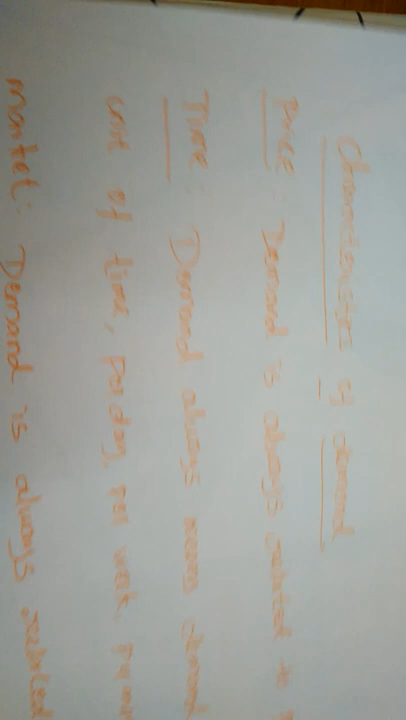 Characteristics of demand
Price: Demand is always related to
Time: Demand always means demand
unit of time, per day, per week, per
market: Demand is always related